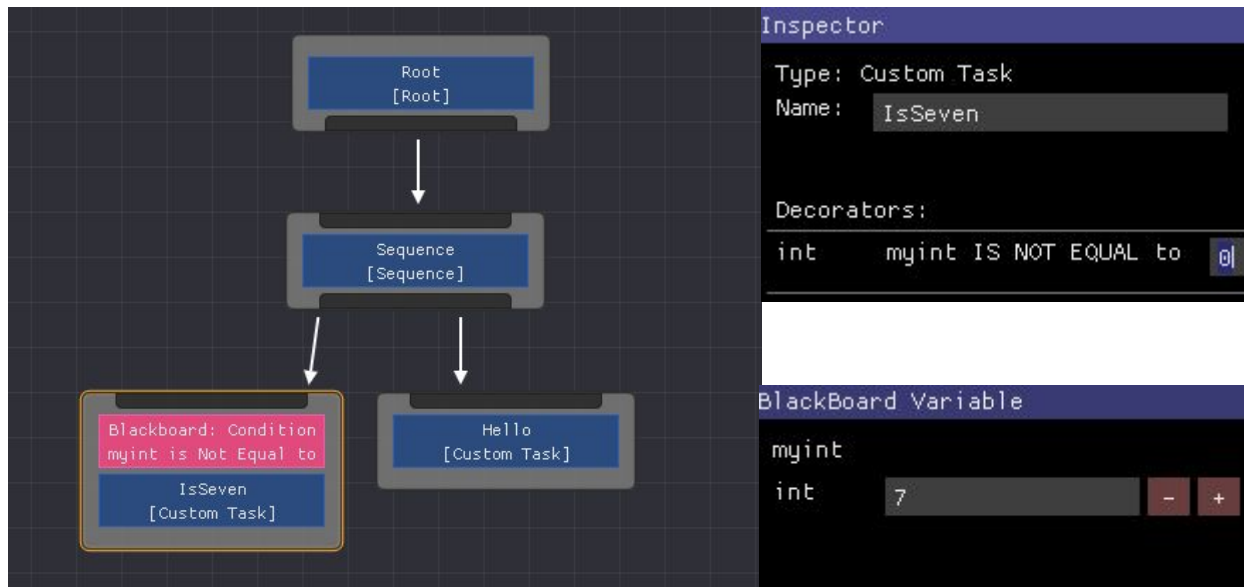 Root
[Root]
Sequence
[Sequence]
Blackboard: Condition
myint is Not Equal to
IsSeven
[Custom Task]
Hello
[Custom Task]
Inspector
Type: Custom Task
Name: IsSeven
Decorators:
int myint IS NOT EQUAL to 0
BlackBoard Variable
myint
int 7 - +